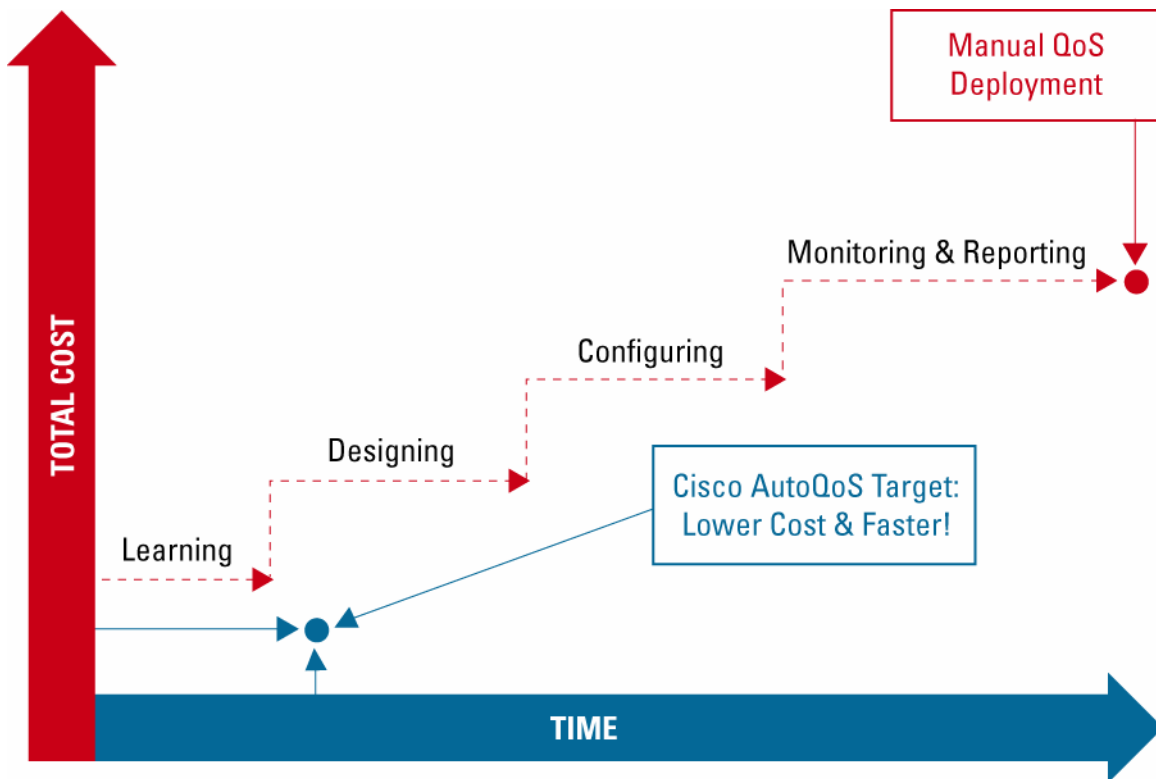 Manual QoS
Deployment
Monitoring & Reporting
Configuring
Designing
Cisco AutoQoS Target:
Lower Cost & Faster!
Learning
TOTAL COST
TIME